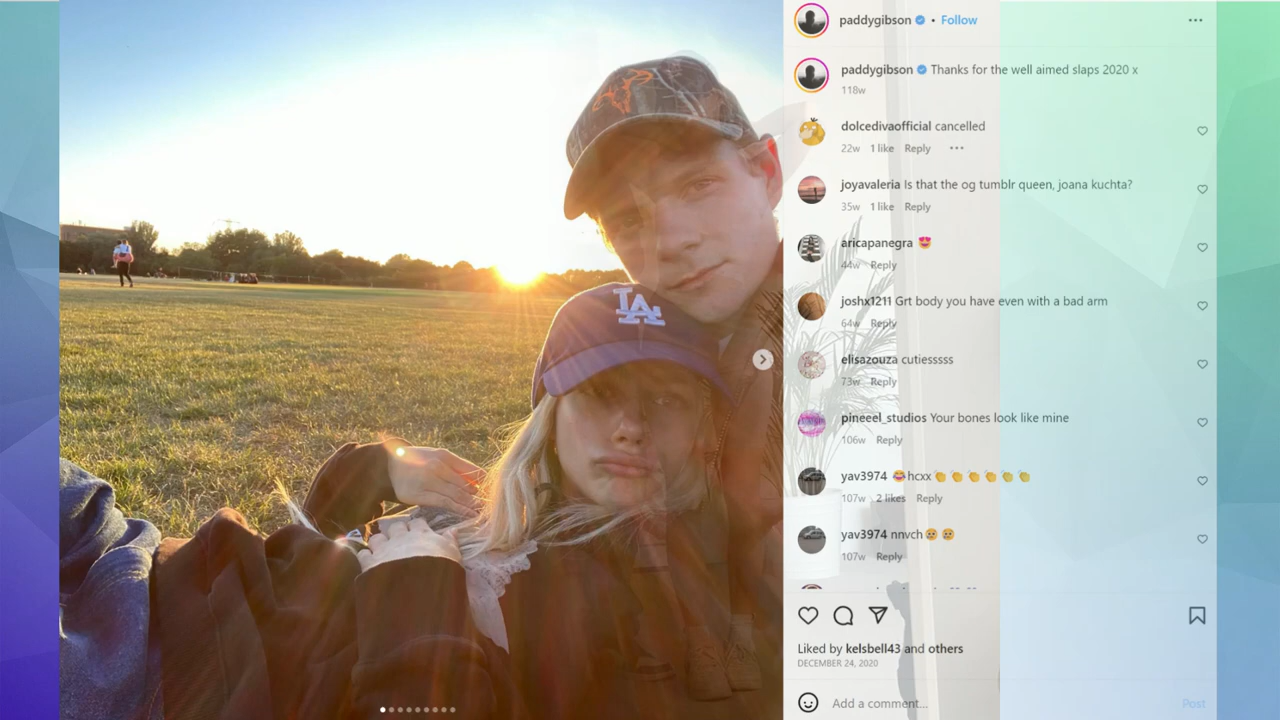 paddygibson • Follow
paddygibson Thanks for the well aimed slaps 2020 x
118w
dolcedivaofficial cancelled
22w 1 like Reply
joyavaleria Is that the og tumblr queen, joana kuchta?
35w 1 like Reply
aricapanegra 😍
44w Reply
joshx1211 Grt body you have even with a bad arm
64w Reply
elisazouza cutiesssss
73w Reply
pineeel_studios Your bones look like mine
106w Reply
yav3974 😂hcxx👏👏👏👏👏👏
107w 2 likes Reply
yav3974 nnvch😢😢
107w Reply
Liked by kelsbell43 and others
DECEMBER 24, 2020
Add a comment...
Post
LA